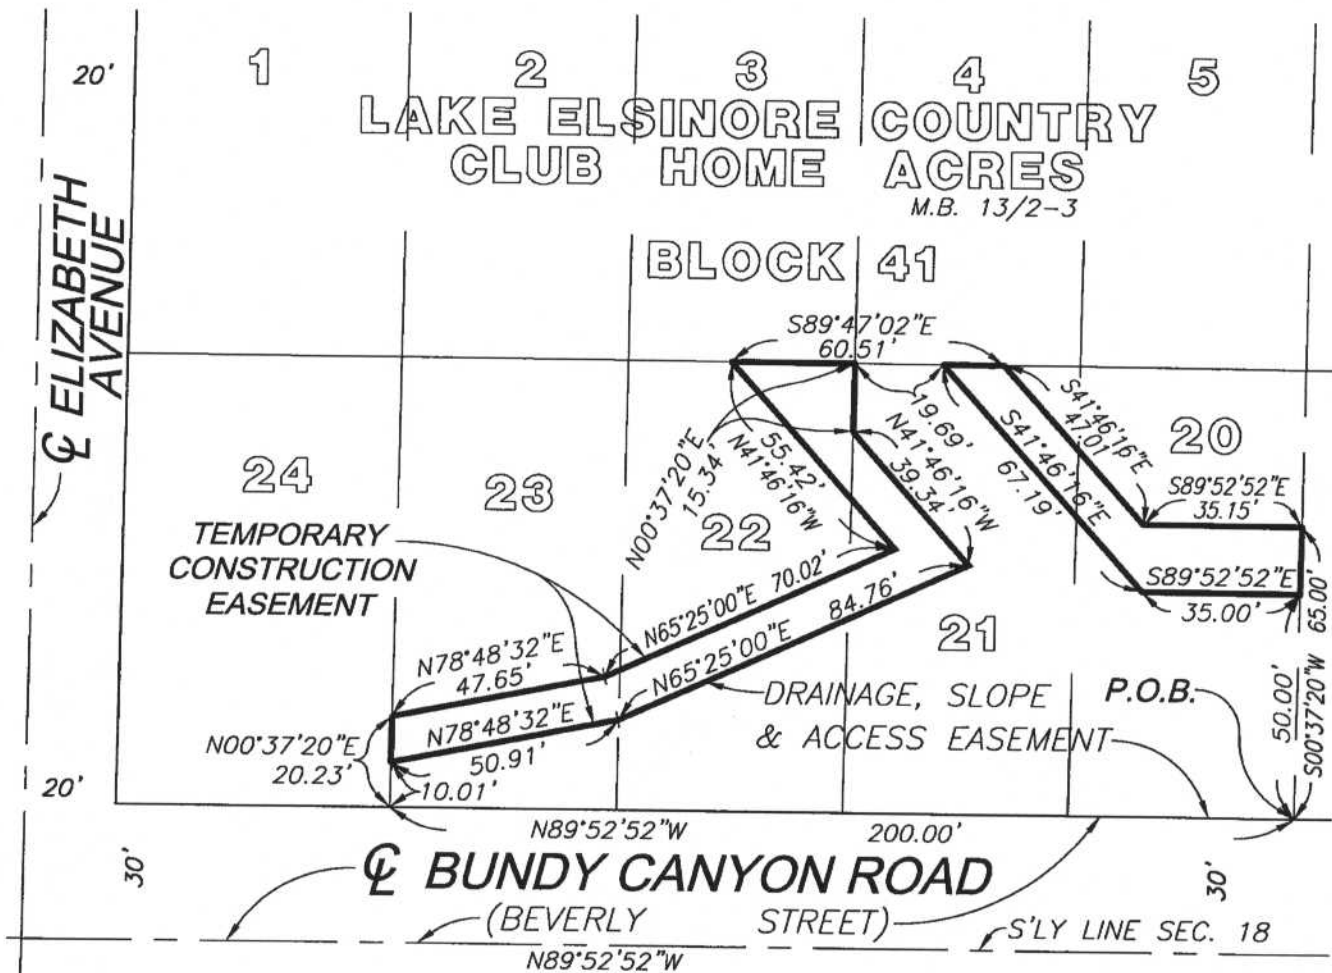 20'
1
2
3
4
5
LAKE ELSINORE COUNTRY
CLUB HOME ACRES
M.B. 13/2-3
BLOCK 41
℄ ELIZABETH
AVENUE
S89°47'02"E
60.51'
19.69'
S41°46'16"E
47.01'
20
S41°46'16"E
67.19'
N41°46'16"W
39.34'
55.42'
N41°46'16"W
N00°37'20"E
15.34'
S89°52'52"E
35.15'
24
23
22
TEMPORARY
CONSTRUCTION
EASEMENT
S89°52'52"E
35.00'
65.00'
N65°25'00"E 70.02'
N65°25'00"E 84.76'
21
N78°48'32"E
47.65'
N78°48'32"E
50.91'
DRAINAGE, SLOPE
& ACCESS EASEMENT
P.O.B.
50.00'
S00°37'20"W
N00°37'20"E
20.23'
10.01'
20'
N89°52'52"W 200.00'
30'
℄ BUNDY CANYON ROAD
30'
(BEVERLY STREET)
S'LY LINE SEC. 18
N89°52'52"W